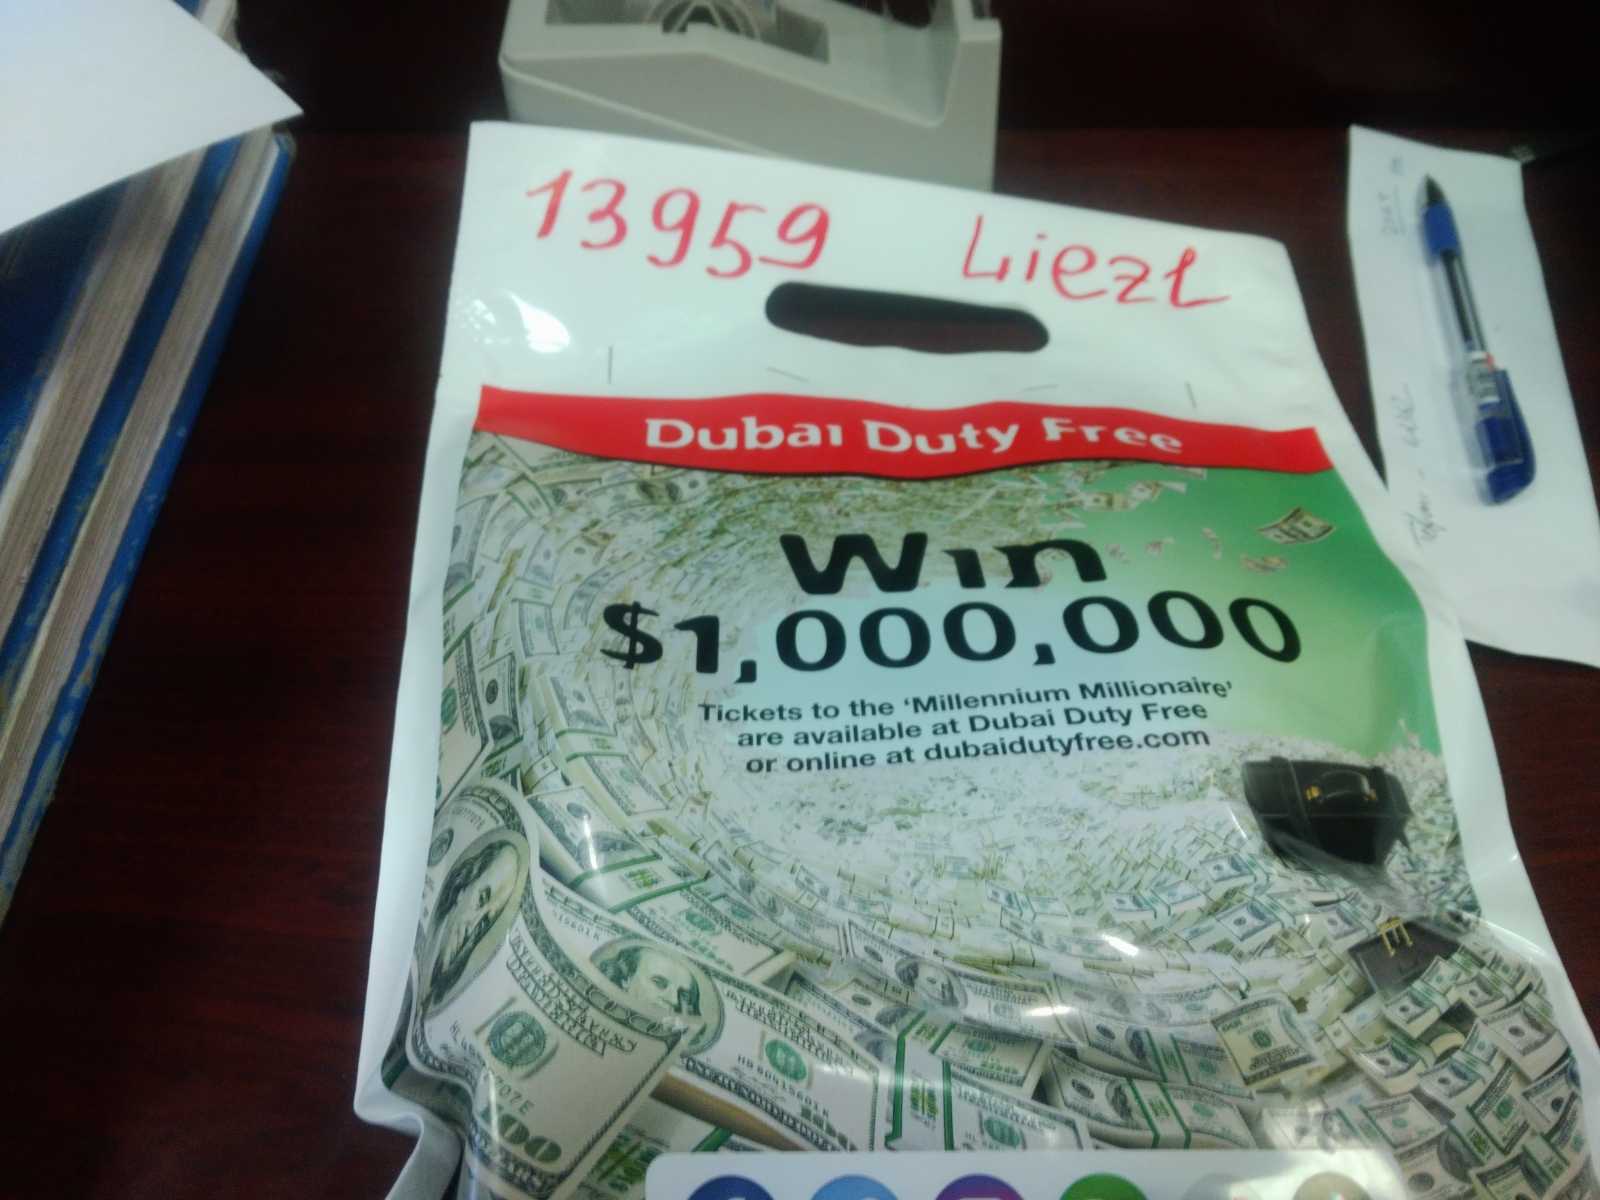 13959 Liezl
Dubai Duty Free
Win
$1,000,000
Tickets to the 'Millennium Millionaire'
are available at Dubai Duty Free
or online at dubaidutyfree.com